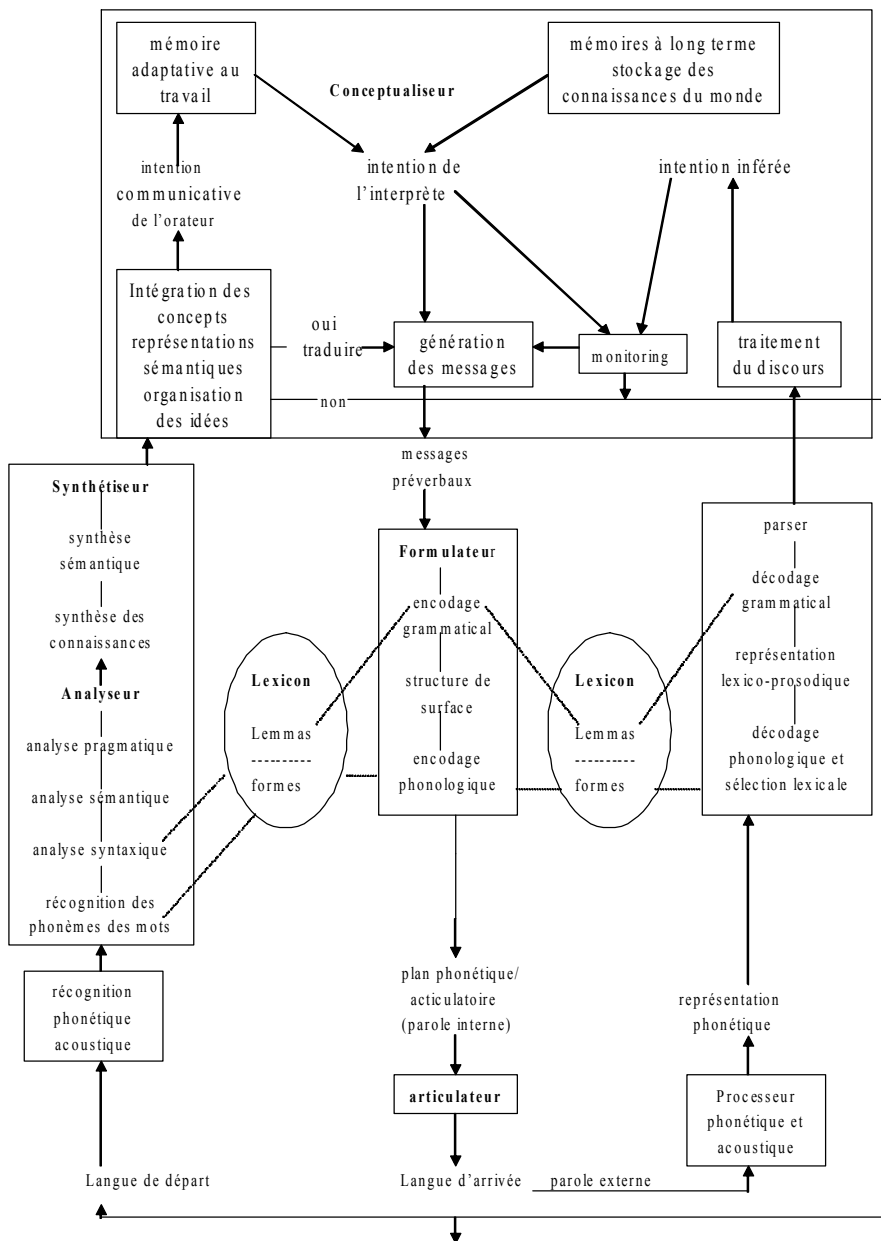 mémoire
adaptative au
travail
Conceptualiseur
mémoires à long terme
stockage des
connaissances du monde
intention
communicative
de l'orateur
intention de
l'interprète
intention inférée
Intégration des
concepts
représentations
sémantiques
organisation
des idées
oui
traduire
non
génération
des messages
monitoring
traitement
du discours
messages
préverbaux
Synthétiseur
synthèse
sémantique
synthèse des
connaissances
Analyseur
analyse pragmatique
analyse sémantique
analyse syntaxique
récognition des
phonèmes des mots
Lexicon
Lemmas
----------
formes
Formulateur
encodage
grammatical
structure de
surface
encodage
phonologique
Lexicon
Lemmas
----------
formes
parser
décodage
grammatical
représentation
lexico-prosodique
décodage
phonologique et
sélection lexicale
récognition
phonétique
acoustique
plan phonétique/
acticulatoire
(parole interne)
représentation
phonétique
articulateur
Processeur
phonétique et
acoustique
Langue de départ
Langue d'arrivée
parole externe